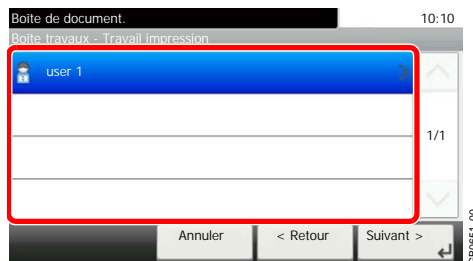 Boîte de document. 10:10
Boîte travaux - Travail impression
user 1
1/1
Annuler < Retour Suivant >